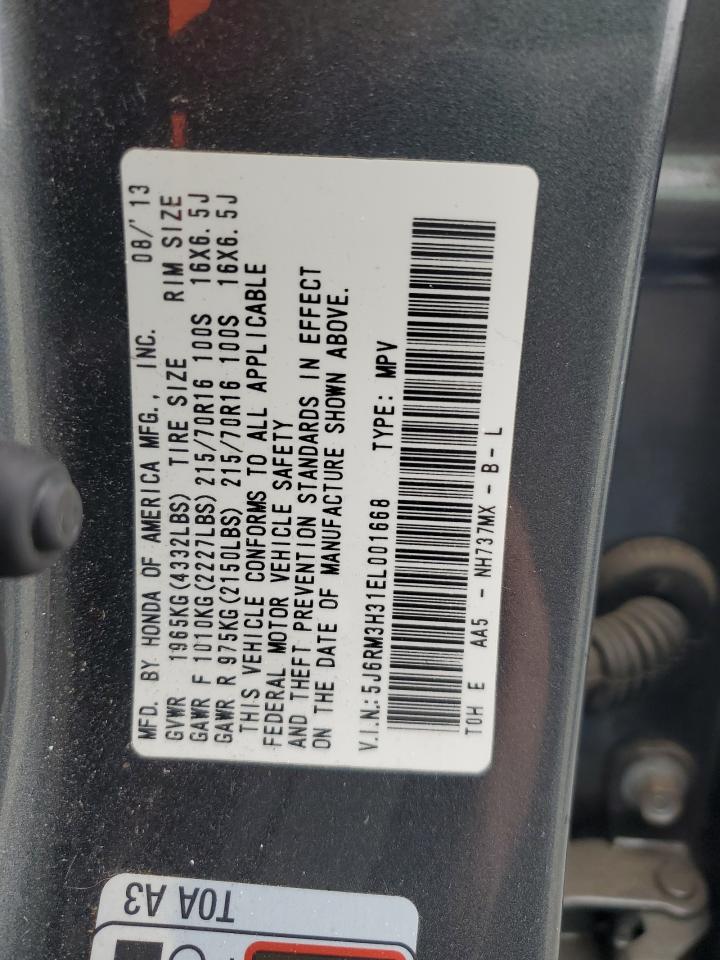 MFD. BY HONDA OF AMERICA MFG., INC. 08/'13
GVWR 1965KG(4332LBS) TIRE SIZE RIM SIZE
GAWR F 1010KG(2227LBS) 215/70R16 100S 16X6.5J
GAWR R 975KG(2150LBS) 215/70R16 100S 16X6.5J
THIS VEHICLE CONFORMS TO ALL APPLICABLE
FEDERAL MOTOR VEHICLE SAFETY
AND THEFT PREVENTION STANDARDS IN EFFECT
ON THE DATE OF MANUFACTURE SHOWN ABOVE.
V.I.N.: 5J6RM3H31EL001668 TYPE: MPV
T0H E AA5 - NH737MX - B - L
T0A A3